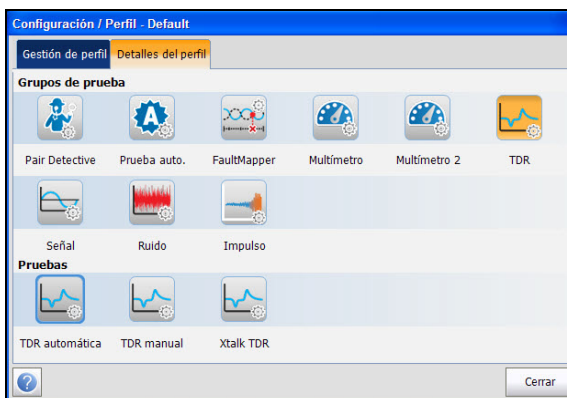 Configuración / Perfil - Default
Gestión de perfil Detalles del perfil
Grupos de prueba
Pair Detective Prueba auto. FaultMapper Multímetro Multímetro 2 TDR
Señal Ruido Impulso
Pruebas
TDR automática TDR manual Xtalk TDR
Cerrar